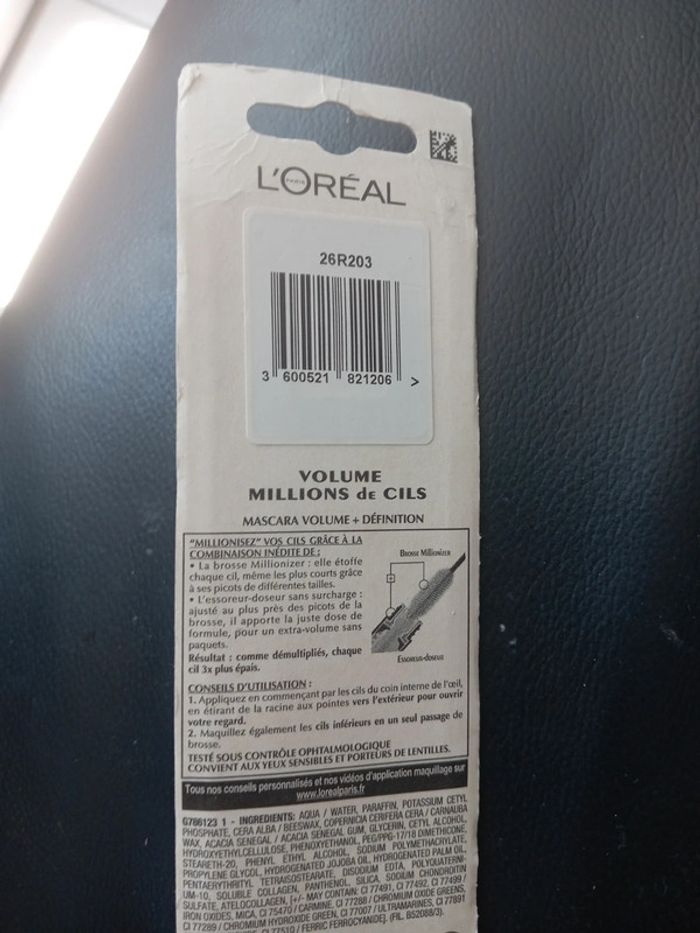 L'ORÉAL
PARIS
26R203
3 600521 821206 >
VOLUME
MILLIONS de CILS
MASCARA VOLUME + DÉFINITION
"MILLIONISEZ" VOS CILS GRÂCE À LA
COMBINAISON INÉDITE DE :
• La brosse Millionizer : elle étoffe
chaque cil, même les plus courts grâce
à ses picots de différentes tailles.
• L'essoreur-doseur sans surcharge :
ajusté au plus près des picots de la
brosse, il apporte la juste dose de
formule, pour un extra-volume sans
paquets.
Résultat : comme démultipliés, chaque
cil 3x plus épais.
Brosse Millionizer
Essoreur-doseur
CONSEILS D'UTILISATION :
1. Appliquez en commençant par les cils du coin interne de l'œil,
en étirant de la racine aux pointes vers l'extérieur pour ouvrir
votre regard.
2. Maquillez également les cils inférieurs en un seul passage de
brosse.
TESTÉ SOUS CONTRÔLE OPHTALMOLOGIQUE
CONVIENT AUX YEUX SENSIBLES ET PORTEURS DE LENTILLES.
Tous nos conseils personnalisés et nos vidéos d'application maquillage sur
www.lorealparis.fr
G786123 1 - INGREDIENTS: AQUA / WATER, PARAFFIN, POTASSIUM CETYL
PHOSPHATE, CERA ALBA / BEESWAX, COPERNICIA CERIFERA CERA / CARNAUBA
WAX, ACACIA SENEGAL / ACACIA SENEGAL GUM, GLYCERIN, CETYL ALCOHOL,
HYDROXYETHYLCELLULOSE, PHENOXYETHANOL, PEG/PPG-17/18 DIMETHICONE,
STEARETH-20, PHENYL ETHYL ALCOHOL, SODIUM POLYMETHACRYLATE,
PROPYLENE GLYCOL, HYDROGENATED JOJOBA OIL, HYDROGENATED PALM OIL,
PENTAERYTHRITYL TETRAISOSTEARATE, DISODIUM EDTA, POLYQUATERNI-
UM-10, SOLUBLE COLLAGEN, PANTHENOL, SILICA, SODIUM CHONDROITIN
SULFATE, ATELOCOLLAGEN, [+/- MAY CONTAIN: CI 77491, CI 77492, CI 77499 /
IRON OXIDES, MICA, CI 75470 / CARMINE, CI 77288 / CHROMIUM OXIDE GREENS,
CI 77289 / CHROMIUM HYDROXIDE GREEN, CI 77007 / ULTRAMARINES, CI 77891
CI 77510 / FERRIC FERROCYANIDE]. (FIL. B52088/3).